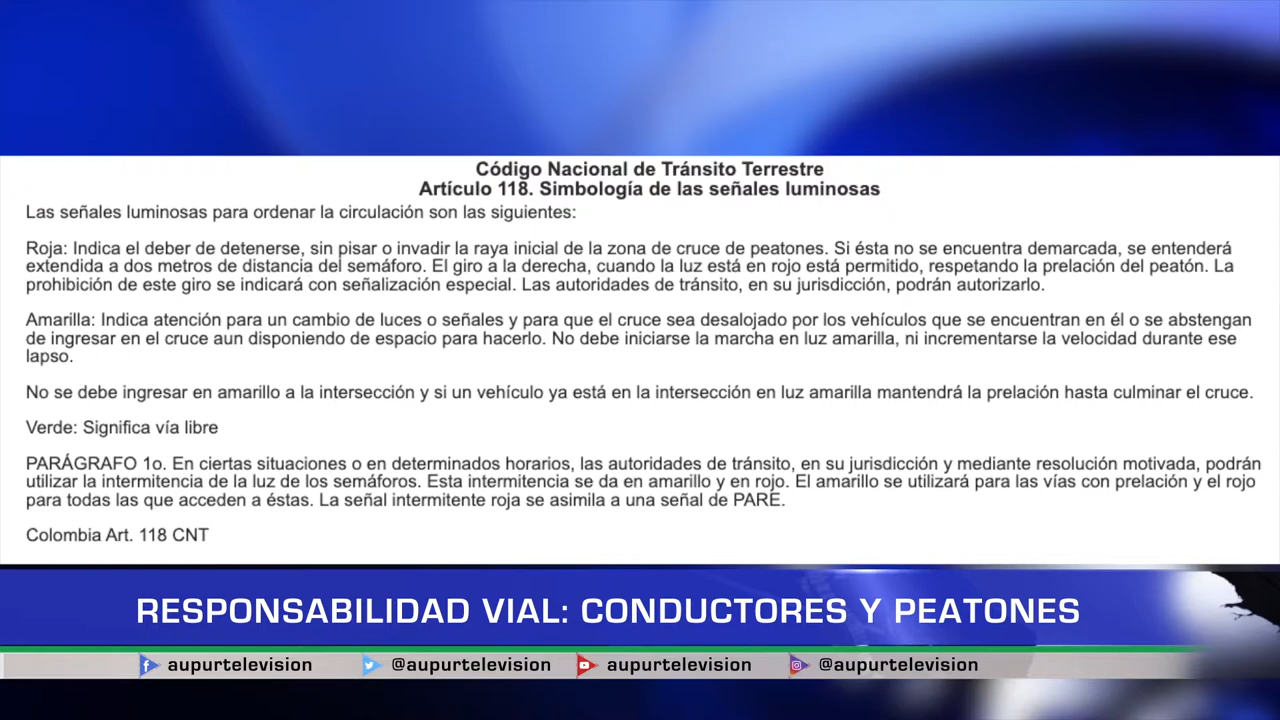 Código Nacional de Tránsito Terrestre
Artículo 118. Simbología de las señales luminosas
Las señales luminosas para ordenar la circulación son las siguientes:
Roja: Indica el deber de detenerse, sin pisar o invadir la raya inicial de la zona de cruce de peatones. Si ésta no se encuentra demarcada, se entenderá
extendida a dos metros de distancia del semáforo. El giro a la derecha, cuando la luz está en rojo está permitido, respetando la prelación del peatón. La
prohibición de este giro se indicará con señalización especial. Las autoridades de tránsito, en su jurisdicción, podrán autorizarlo.
Amarilla: Indica atención para un cambio de luces o señales y para que el cruce sea desalojado por los vehículos que se encuentran en él o se abstengan
de ingresar en el cruce aun disponiendo de espacio para hacerlo. No debe iniciarse la marcha en luz amarilla, ni incrementarse la velocidad durante ese
lapso.
No se debe ingresar en amarillo a la intersección y si un vehículo ya está en la intersección en luz amarilla mantendrá la prelación hasta culminar el cruce.
Verde: Significa vía libre
PARÁGRAFO 1o. En ciertas situaciones o en determinados horarios, las autoridades de tránsito, en su jurisdicción y mediante resolución motivada, podrán
utilizar la intermitencia de la luz de los semáforos. Esta intermitencia se da en amarillo y en rojo. El amarillo se utilizará para las vías con prelación y el rojo
para todas las que acceden a éstas. La señal intermitente roja se asimila a una señal de PARE.
Colombia Art. 118 CNT
RESPONSABILIDAD VIAL: CONDUCTORES Y PEATONES
aupurtelevision @aupurtelevision aupurtelevision @aupurtelevision